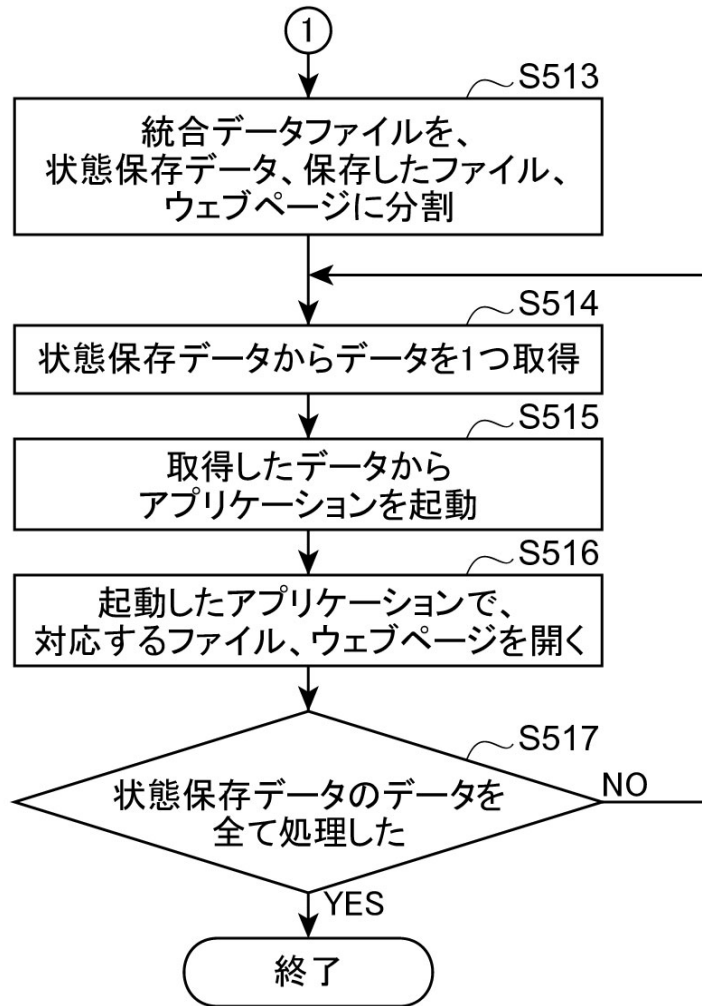 1
S513
統合データファイルを、
状態保存データ、保存したファイル、
ウェブページに分割
S514
状態保存データからデータを1つ取得
S515
取得したデータから
アプリケーションを起動
S516
起動したアプリケーションで、
対応するファイル、ウェブページを開く
S517
状態保存データのデータを
全て処理した
NO
YES
終了